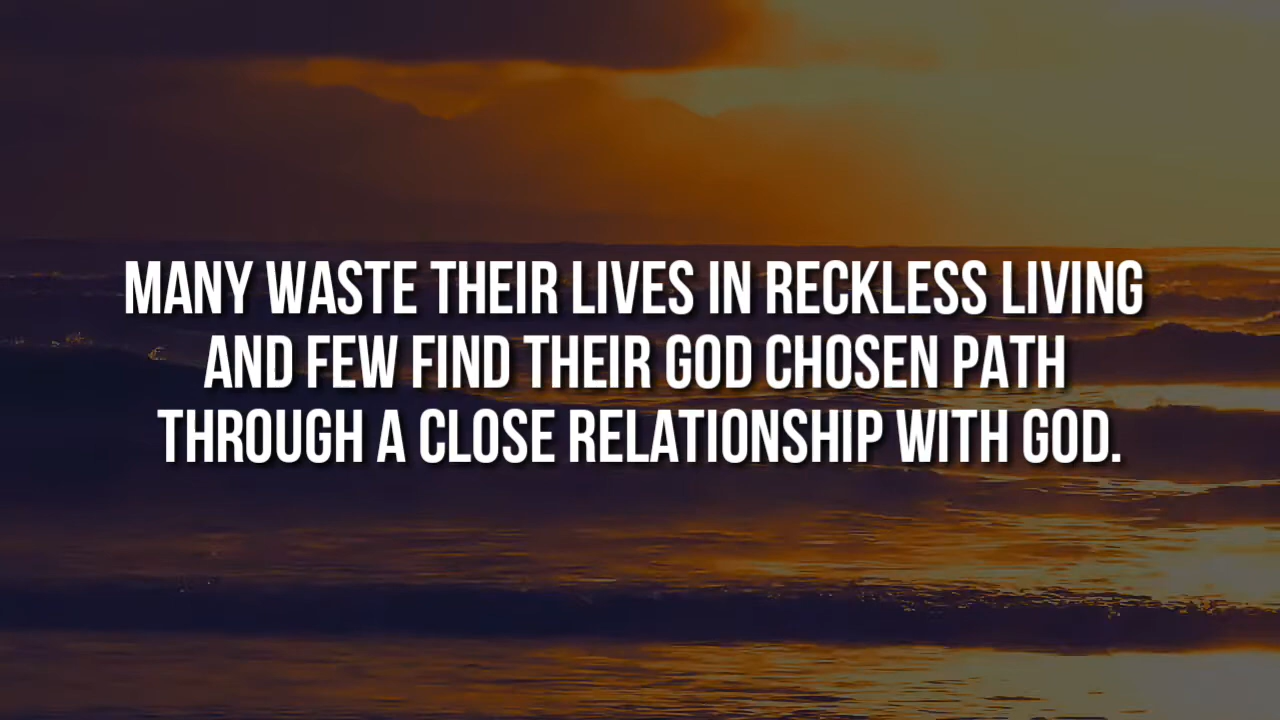 MANY WASTE THEIR LIVES IN RECKLESS LIVING
AND FEW FIND THEIR GOD CHOSEN PATH
THROUGH A CLOSE RELATIONSHIP WITH GOD.